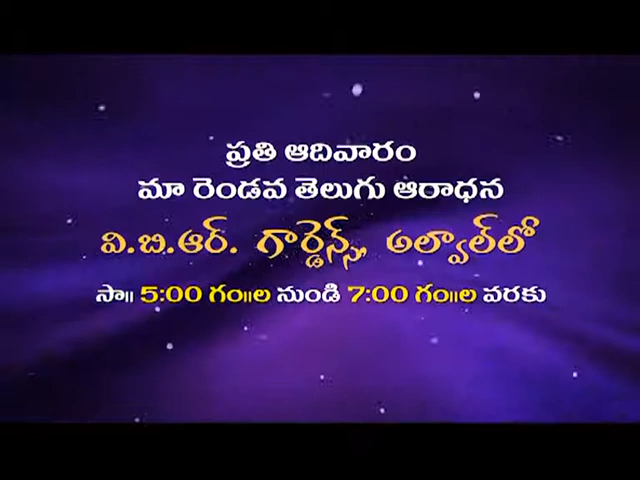 ప్రతి ఆదివారం
మా రెండవ తెలుగు ఆరాధన
వి.బి.ఆర్. గార్డెన్స్, అల్వాల్‌లో
సా॥ 5:00 గం॥ల నుండి 7:00 గం॥ల వరకు